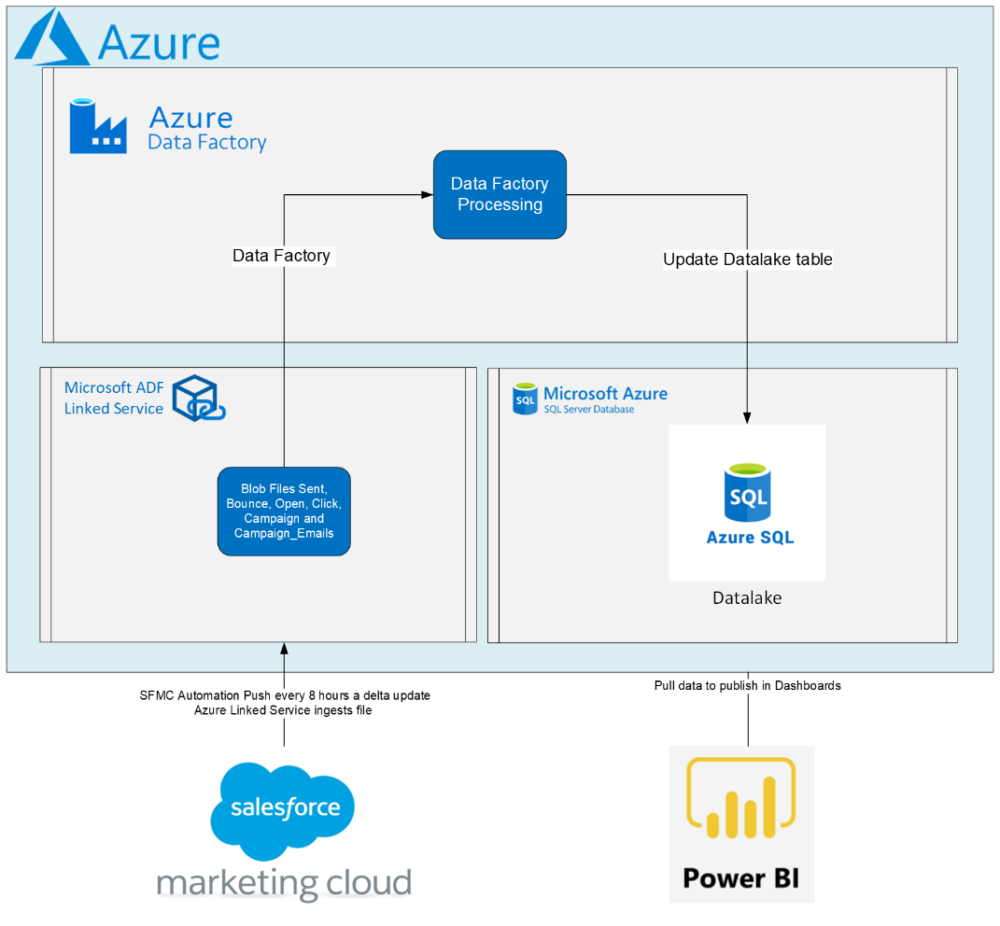 Azure
Azure
Data Factory
Data Factory
Processing
Data Factory
Update Datalake table
Microsoft ADF
Linked Service
Blob Files Sent,
Bounce, Open, Click,
Campaign and
Campaign_Emails
SQL
Microsoft Azure
SQL Server Database
SQL
Azure SQL
Datalake
SFMC Automation Push every 8 hours a delta update
Azure Linked Service ingests file
Pull data to publish in Dashboards
salesforce
marketing cloud
Power BI